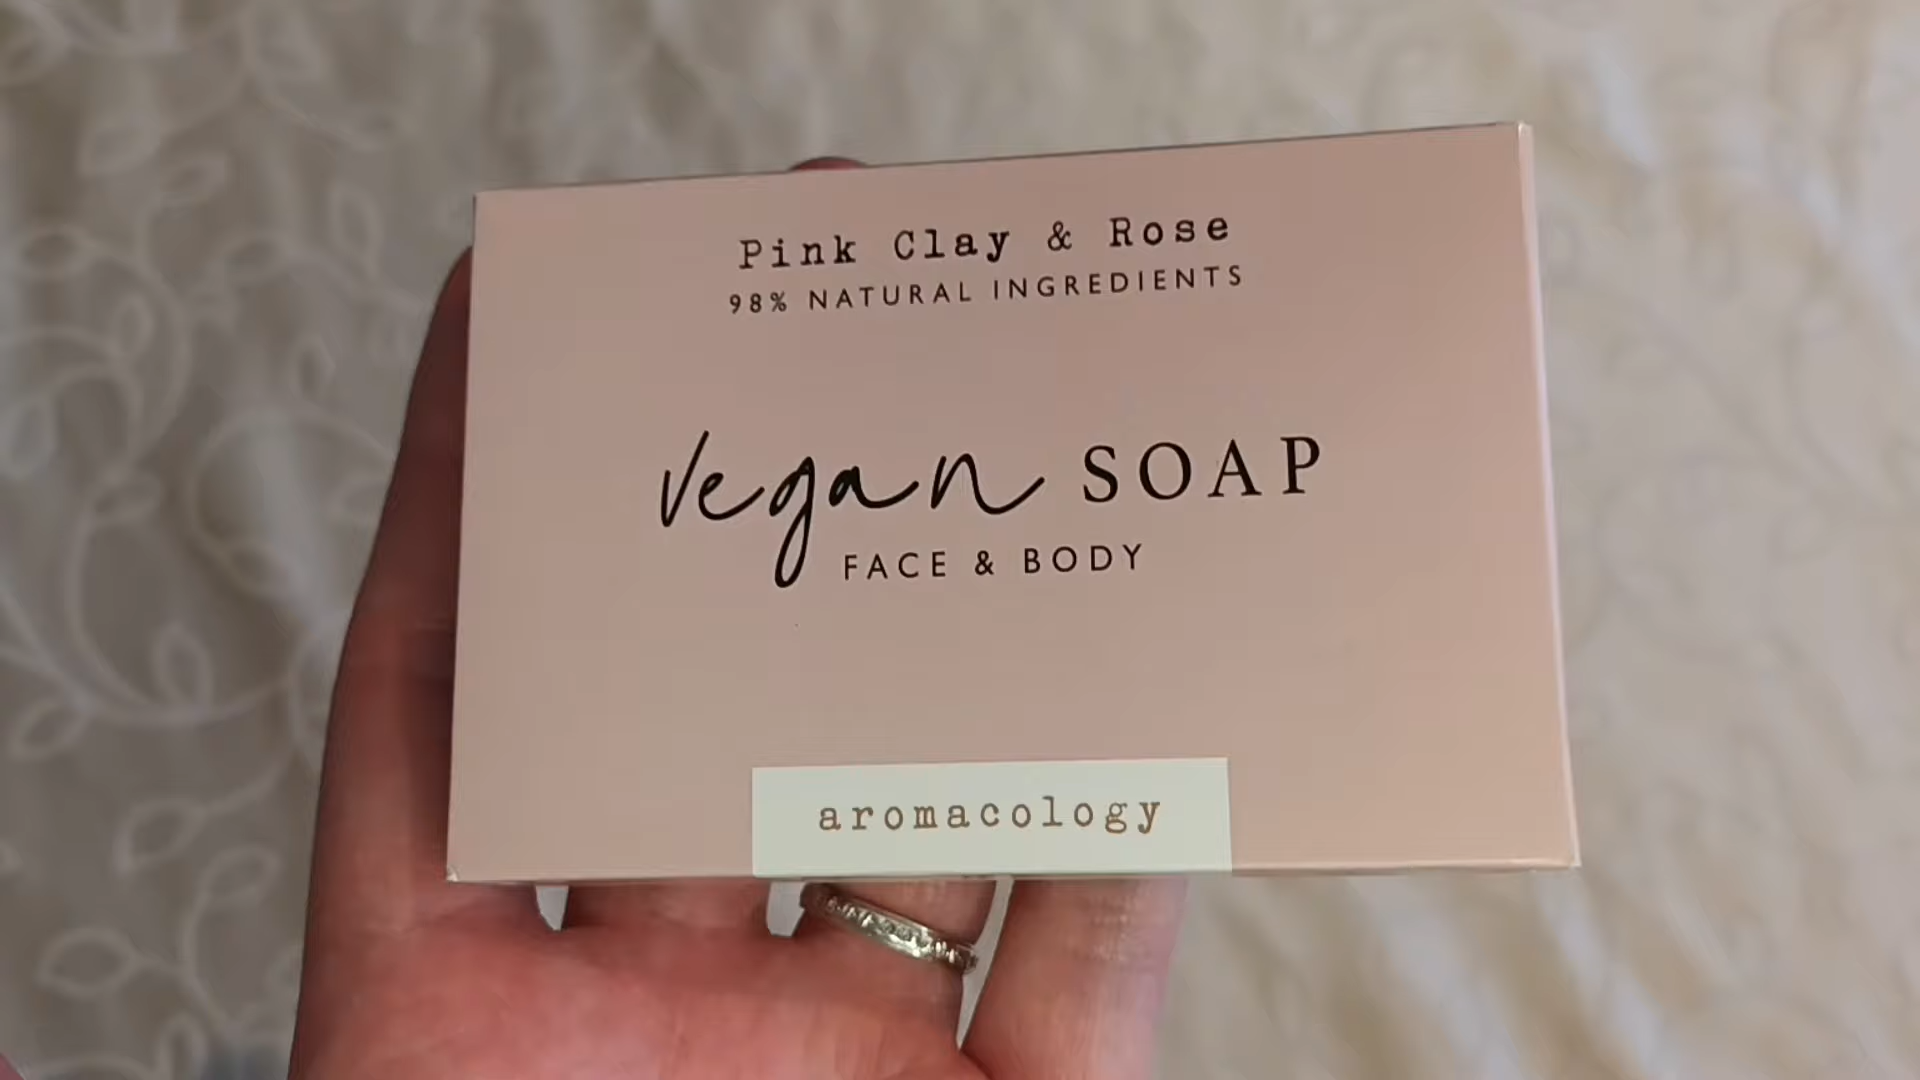 Pink Clay & Rose
98% NATURAL INGREDIENTS
vegan SOAP
FACE & BODY
aromacology